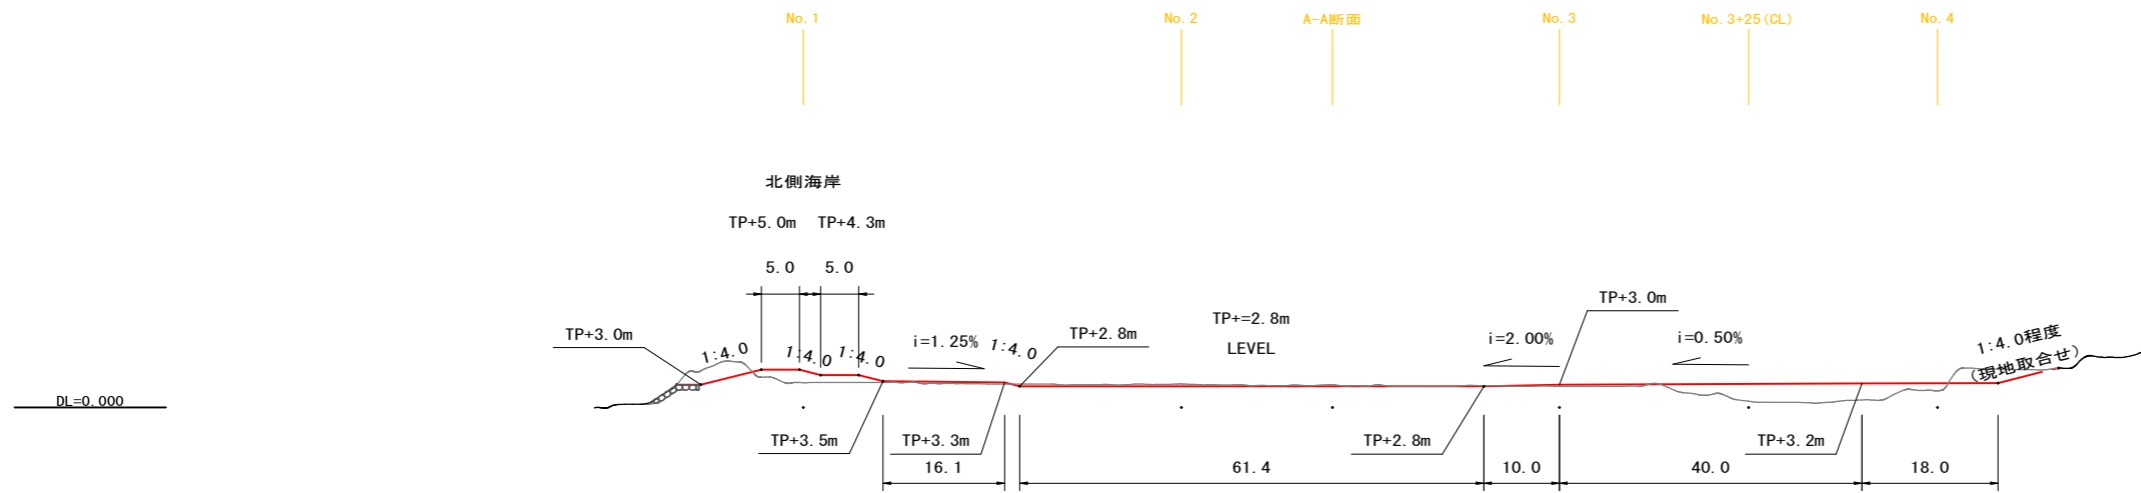 No.1
No.2
A-A断面
No.3
No.3+25(CL)
No.4
北側海岸
TP+5.0m
TP+4.3m
5.0
5.0
TP+3.0m
1:4.0
1:4.0
1:4.0
i=1.25%
1:4.0
TP+2.8m
TP+=2.8m
LEVEL
i=2.00%
TP+3.0m
i=0.50%
1:4.0程度
(現地取合せ)
DL=0.000
TP+3.5m
TP+3.3m
TP+2.8m
TP+3.2m
16.1
61.4
10.0
40.0
18.0